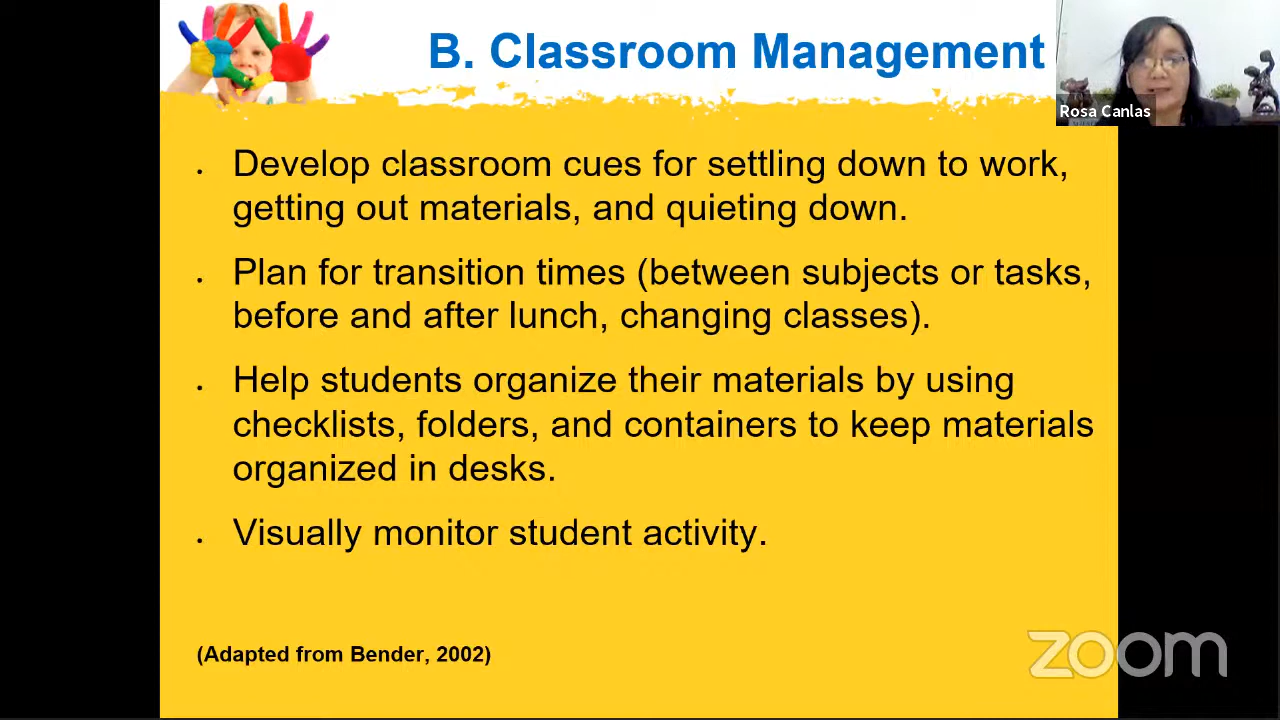 B. Classroom Management
Rosa Canlas
• Develop classroom cues for settling down to work,
getting out materials, and quieting down.
• Plan for transition times (between subjects or tasks,
before and after lunch, changing classes).
• Help students organize their materials by using
checklists, folders, and containers to keep materials
organized in desks.
• Visually monitor student activity.
(Adapted from Bender, 2002)
zoom